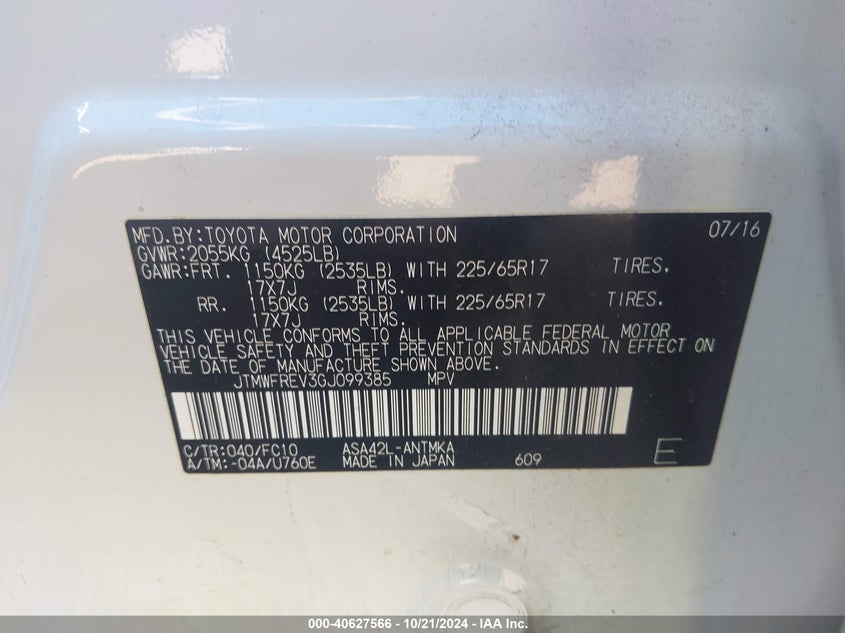 MFD.BY:TOYOTA MOTOR CORPORATION 07/16
GVWR:2055KG (4525LB)
GAWR:FRT. 1150KG (2535LB) WITH 225/65R17 TIRES.
17X7J RIMS.
RR. 1150KG (2535LB) WITH 225/65R17 TIRES.
17X7J RIMS.
THIS VEHICLE CONFORMS TO ALL APPLICABLE FEDERAL MOTOR
VEHICLE SAFETY AND THEFT PREVENTION STANDARDS IN EFFECT ON
THE DATE OF MANUFACTURE SHOWN ABOVE.
JTMWFREV3GJ099385 MPV
C/TR:040/FC10 ASA42L-ANTMKA
A/TM:-04A/U760E MADE IN JAPAN 609 E
000-40627566 - 10/21/2024 - IAA Inc.